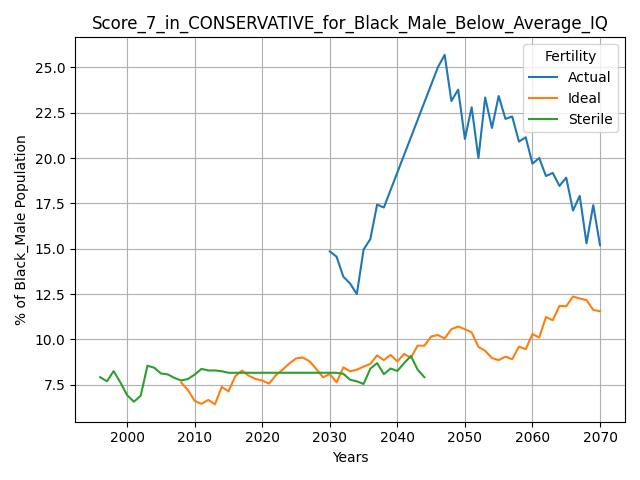 Score_7_in_CONSERVATIVE_for_Black_Male_Below_Average_IQ
Fertility
Actual
Ideal
Sterile
% of Black_Male Population
25.0
22.5
20.0
17.5
15.0
12.5
10.0
7.5
2000 2010 2020 2030 2040 2050 2060 2070
Years